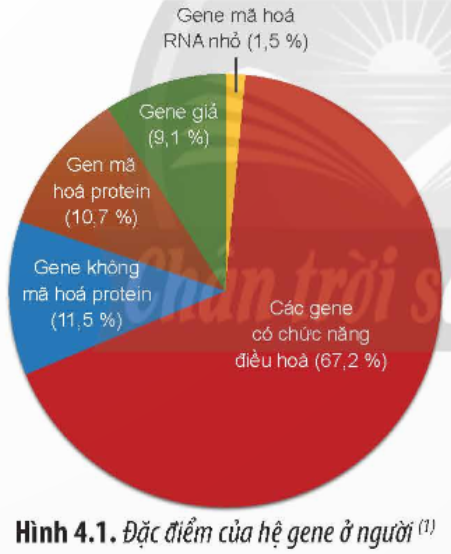 Gene mã hoá
RNA nhỏ (1,5 %)
Gene giả
(9,1 %)
Gen mã
hoá protein
(10,7 %)
Gene không
mã hoá protein
(11,5 %)
Các gene
có chức năng
điều hoà (67,2 %)
Chân trời s
Hình 4.1. Đặc điểm của hệ gene ở người (1)